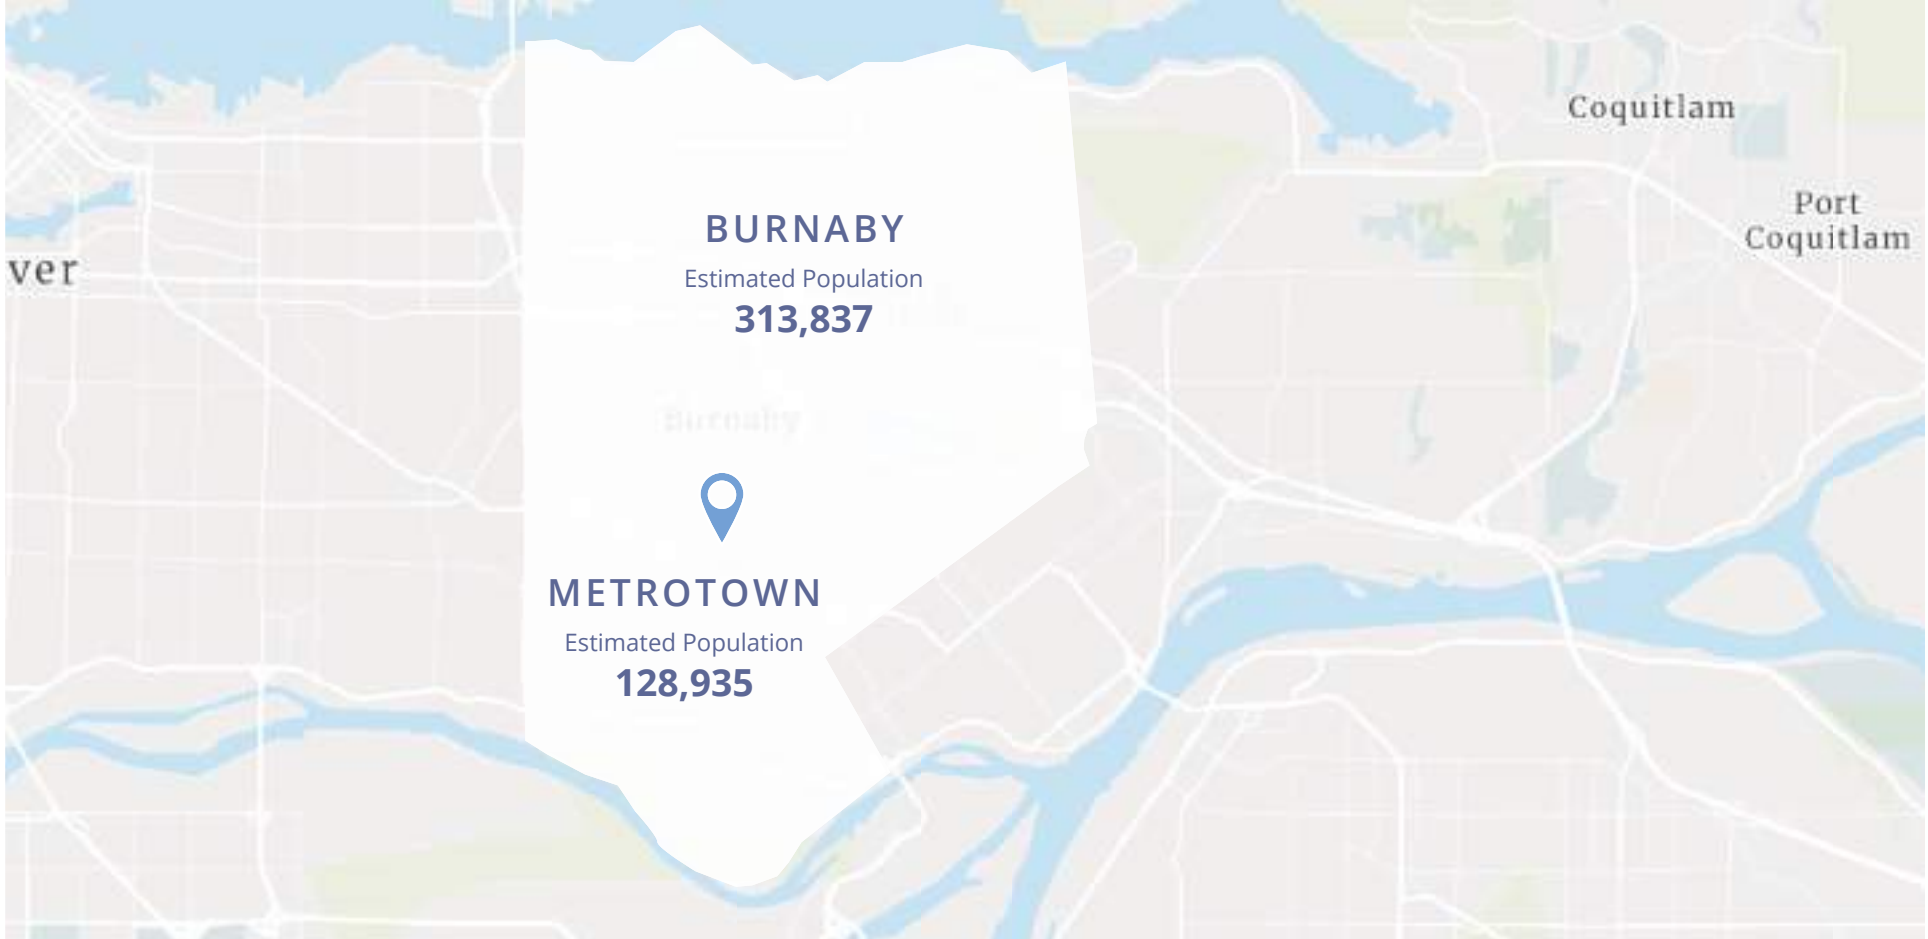 Coquitlam
Port
Coquitlam
BURNABY
Estimated Population
313,837
ver
Burnaby
METROTOWN
Estimated Population
128,935